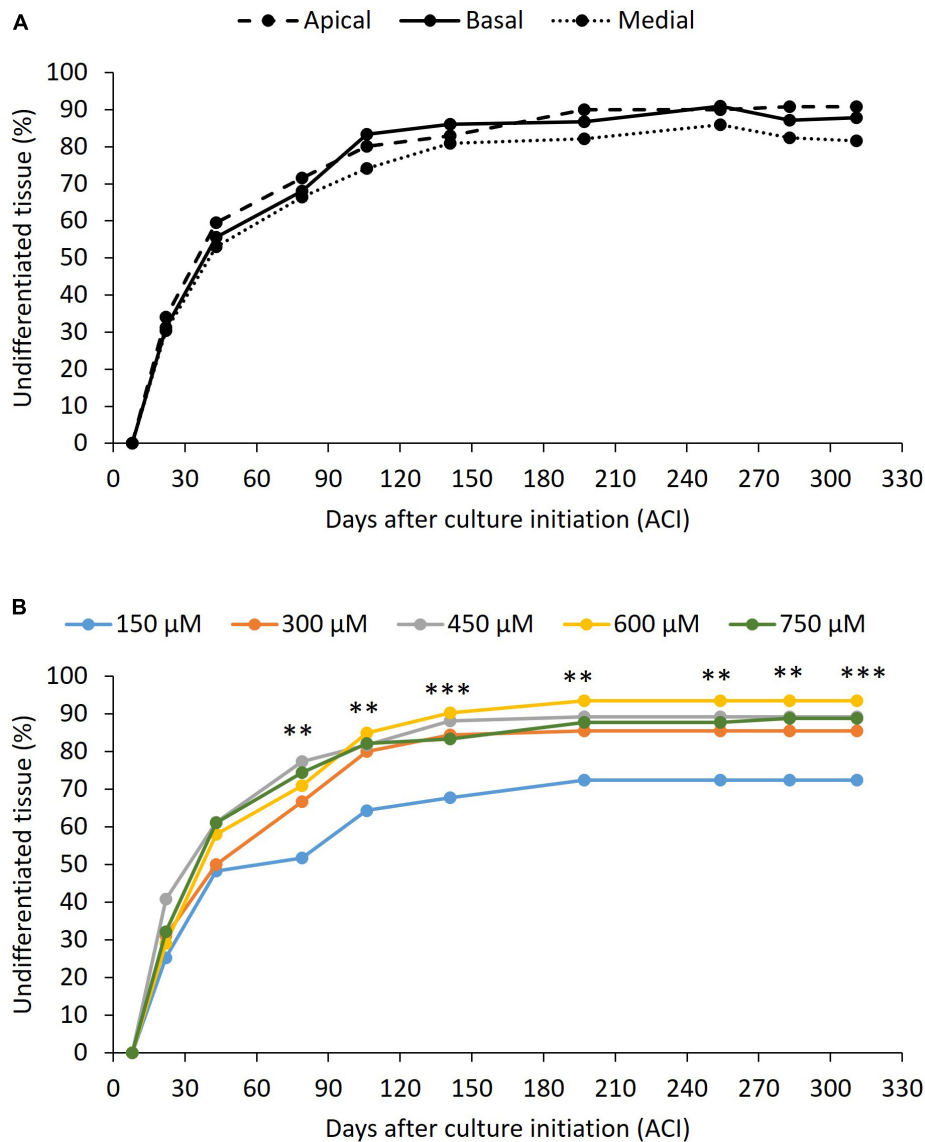 A
Apical Basal Medial
Undifferentiated tissue (%)
100
90
80
70
60
50
40
30
20
10
0
0 30 60 90 120 150 180 210 240 270 300 330
Days after culture initiation (ACI)
B
150 µM 300 µM 450 µM 600 µM 750 µM
Undifferentiated tissue (%)
100
90
80
70
60
50
40
30
20
10
0
** ** *** ** ** ** ***
0 30 60 90 120 150 180 210 240 270 300 330
Days after culture initiation (ACI)